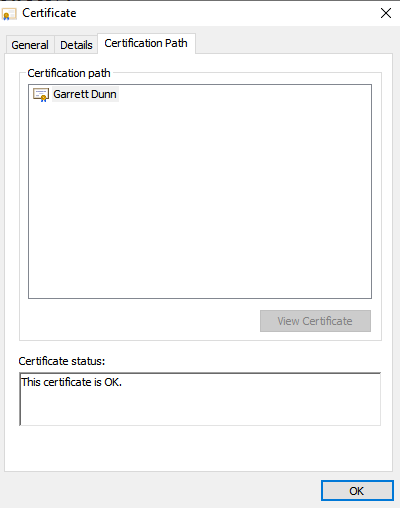 Certificate
General Details Certification Path
Certification path
Garrett Dunn
View Certificate
Certificate status:
This certificate is OK.
OK